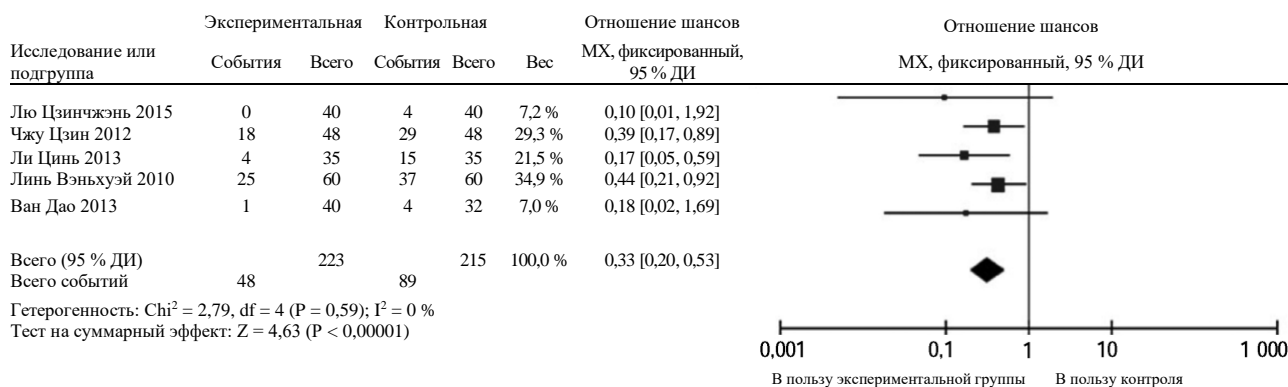 Экспериментальная Контрольная Отношение шансов Отношение шансов
Исследование или подгруппа События Всего События Всего Вес МХ, фиксированный, 95 % ДИ МХ, фиксированный, 95 % ДИ
Лю Цзинчжэнь 2015 0 40 4 40 7,2 % 0,10 [0,01, 1,92]
Чжу Цзин 2012 18 48 29 48 29,3 % 0,39 [0,17, 0,89]
Ли Цинь 2013 4 35 15 35 21,5 % 0,17 [0,05, 0,59]
Линь Вэньхуэй 2010 25 60 37 60 34,9 % 0,44 [0,21, 0,92]
Ван Дао 2013 1 40 4 32 7,0 % 0,18 [0,02, 1,69]
Всего (95 % ДИ) 223 215 100,0 % 0,33 [0,20, 0,53]
Всего событий 48 89
Гетерогенность: Chi² = 2,79, df = 4 (P = 0,59); I² = 0 %
Тест на суммарный эффект: Z = 4,63 (P < 0,00001)
0,001 0,1 1 10 1 000
В пользу экспериментальной группы В пользу контроля